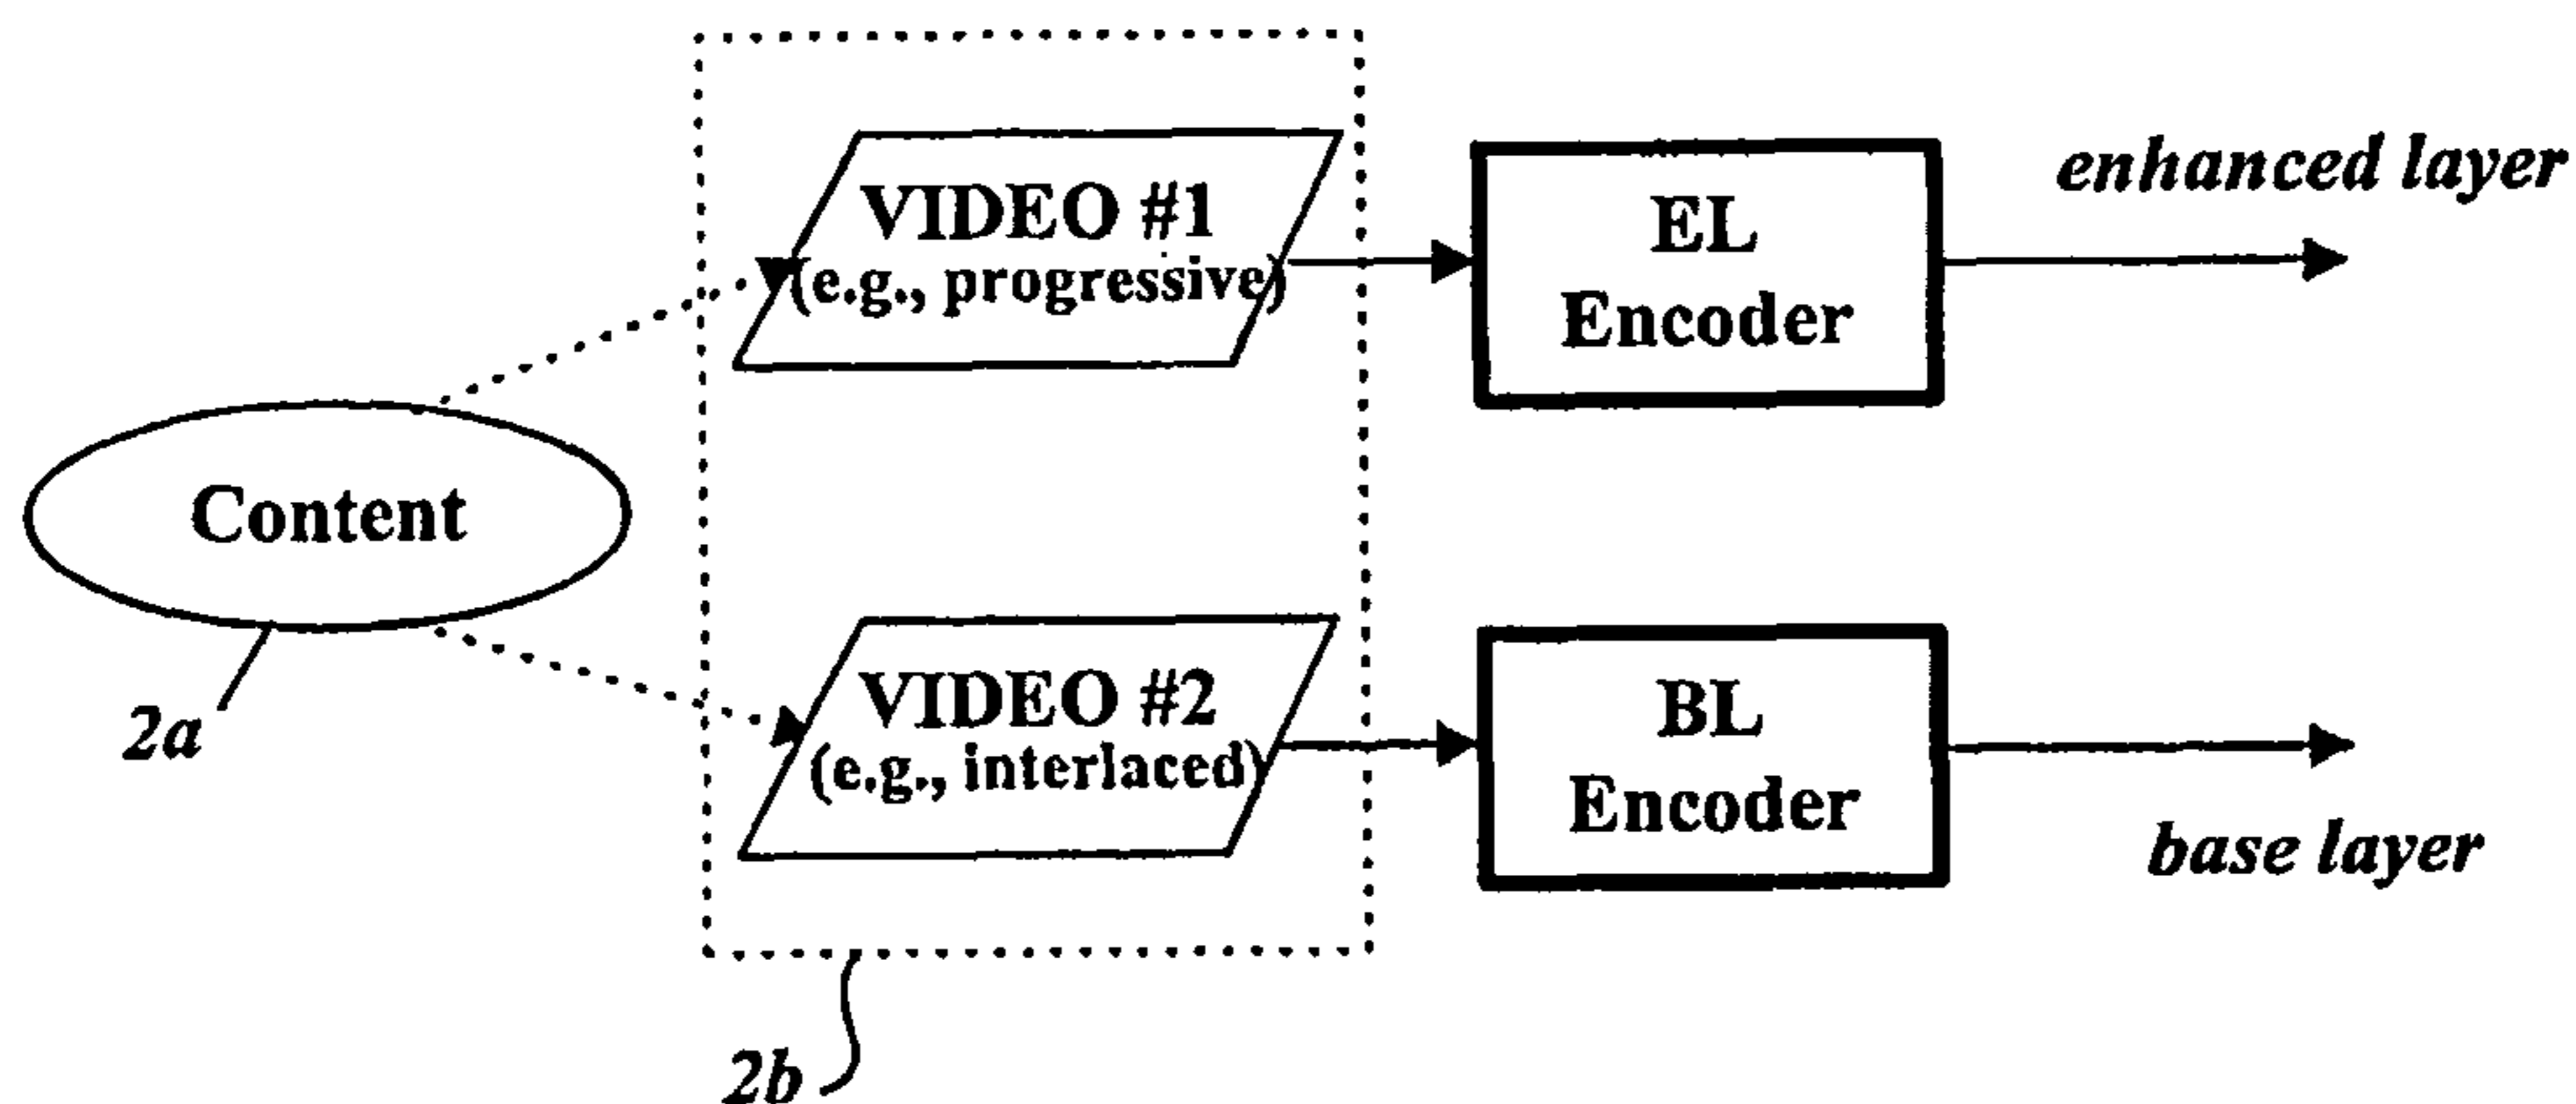 VIDEO #1
(e.g., progressive)
EL
Encoder
enhanced layer
Content
2a
VIDEO #2
(e.g., interlaced)
BL
Encoder
base layer
2b